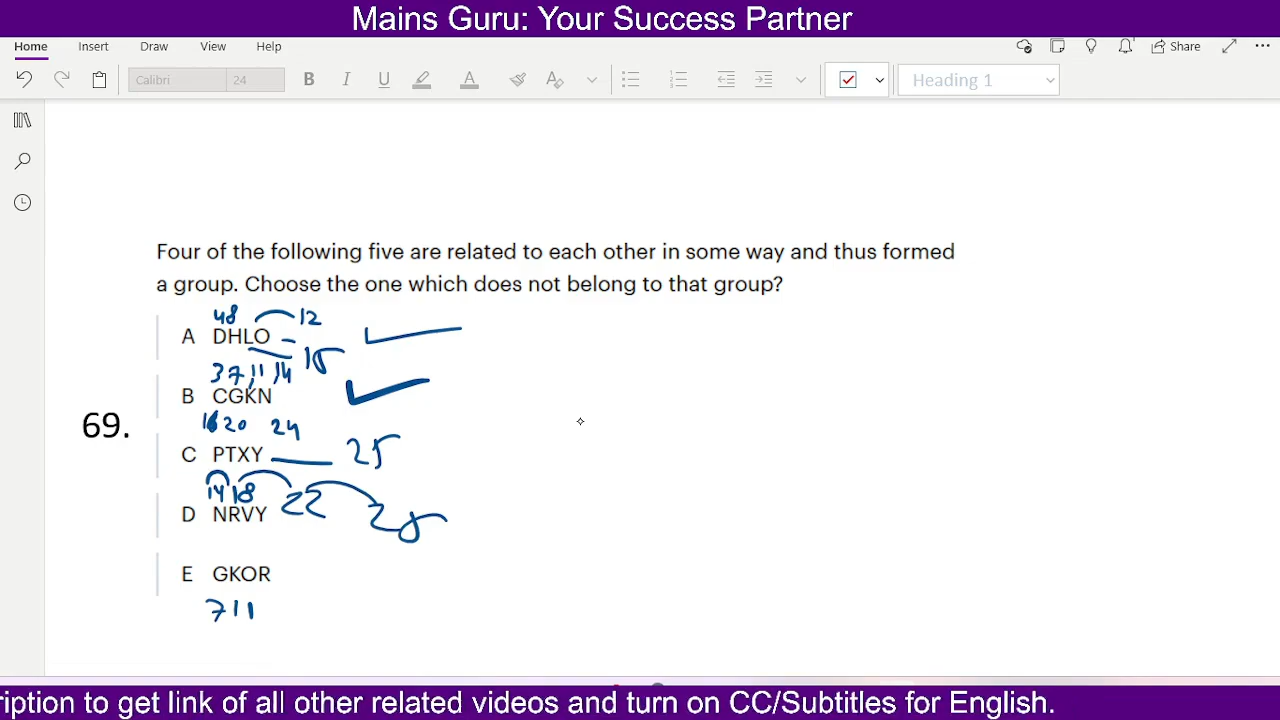 Mains Guru: Your Success Partner
Home Insert Draw View Help Share
Calibri 24 B I U A Heading 1
Four of the following five are related to each other in some way and thus formed
a group. Choose the one which does not belong to that group?
48 12
A DHLO
15
37, 11, 14
B CGKN
16 20 24
69.
C PTXY 25
14 18 22 25
D NRVY
E GKOR
7 11
ription to get link of all other related videos and turn on CC/Subtitles for English.